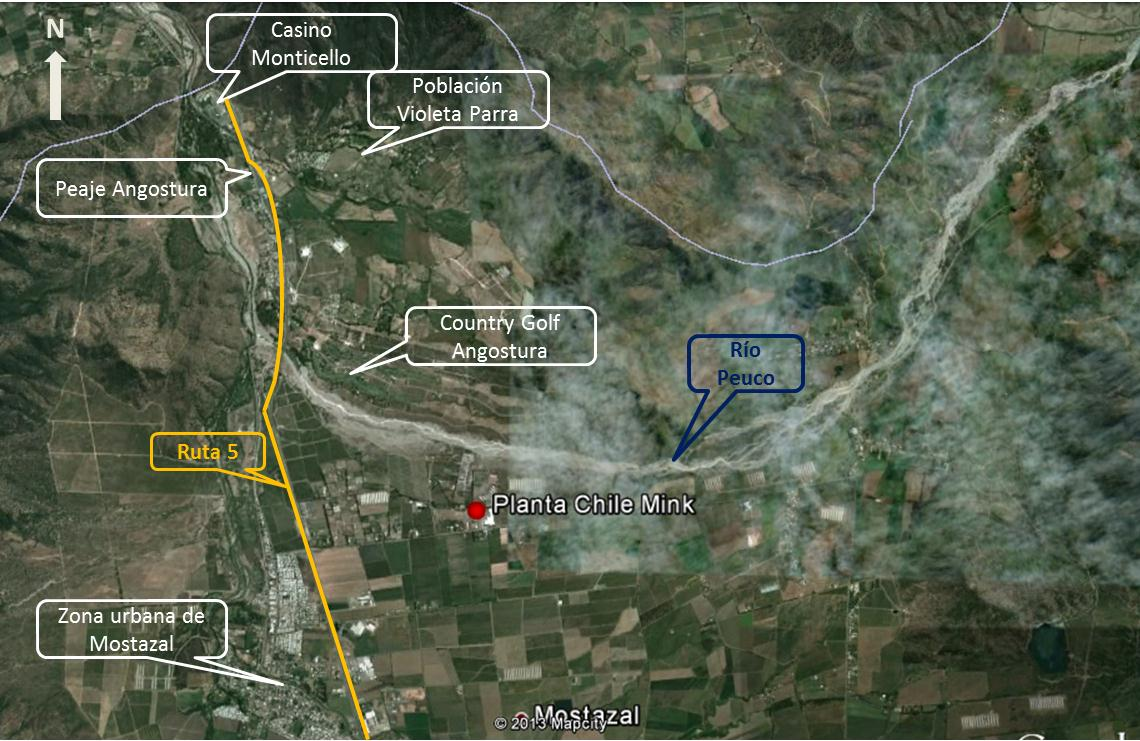 N
Casino
Monticello
Población
Violeta Parra
Peaje Angostura
Country Golf
Angostura
Río
Peuco
Ruta 5
Planta Chile Mink
Zona urbana de
Mostazal
Mostazal
© 2013 Mapcity